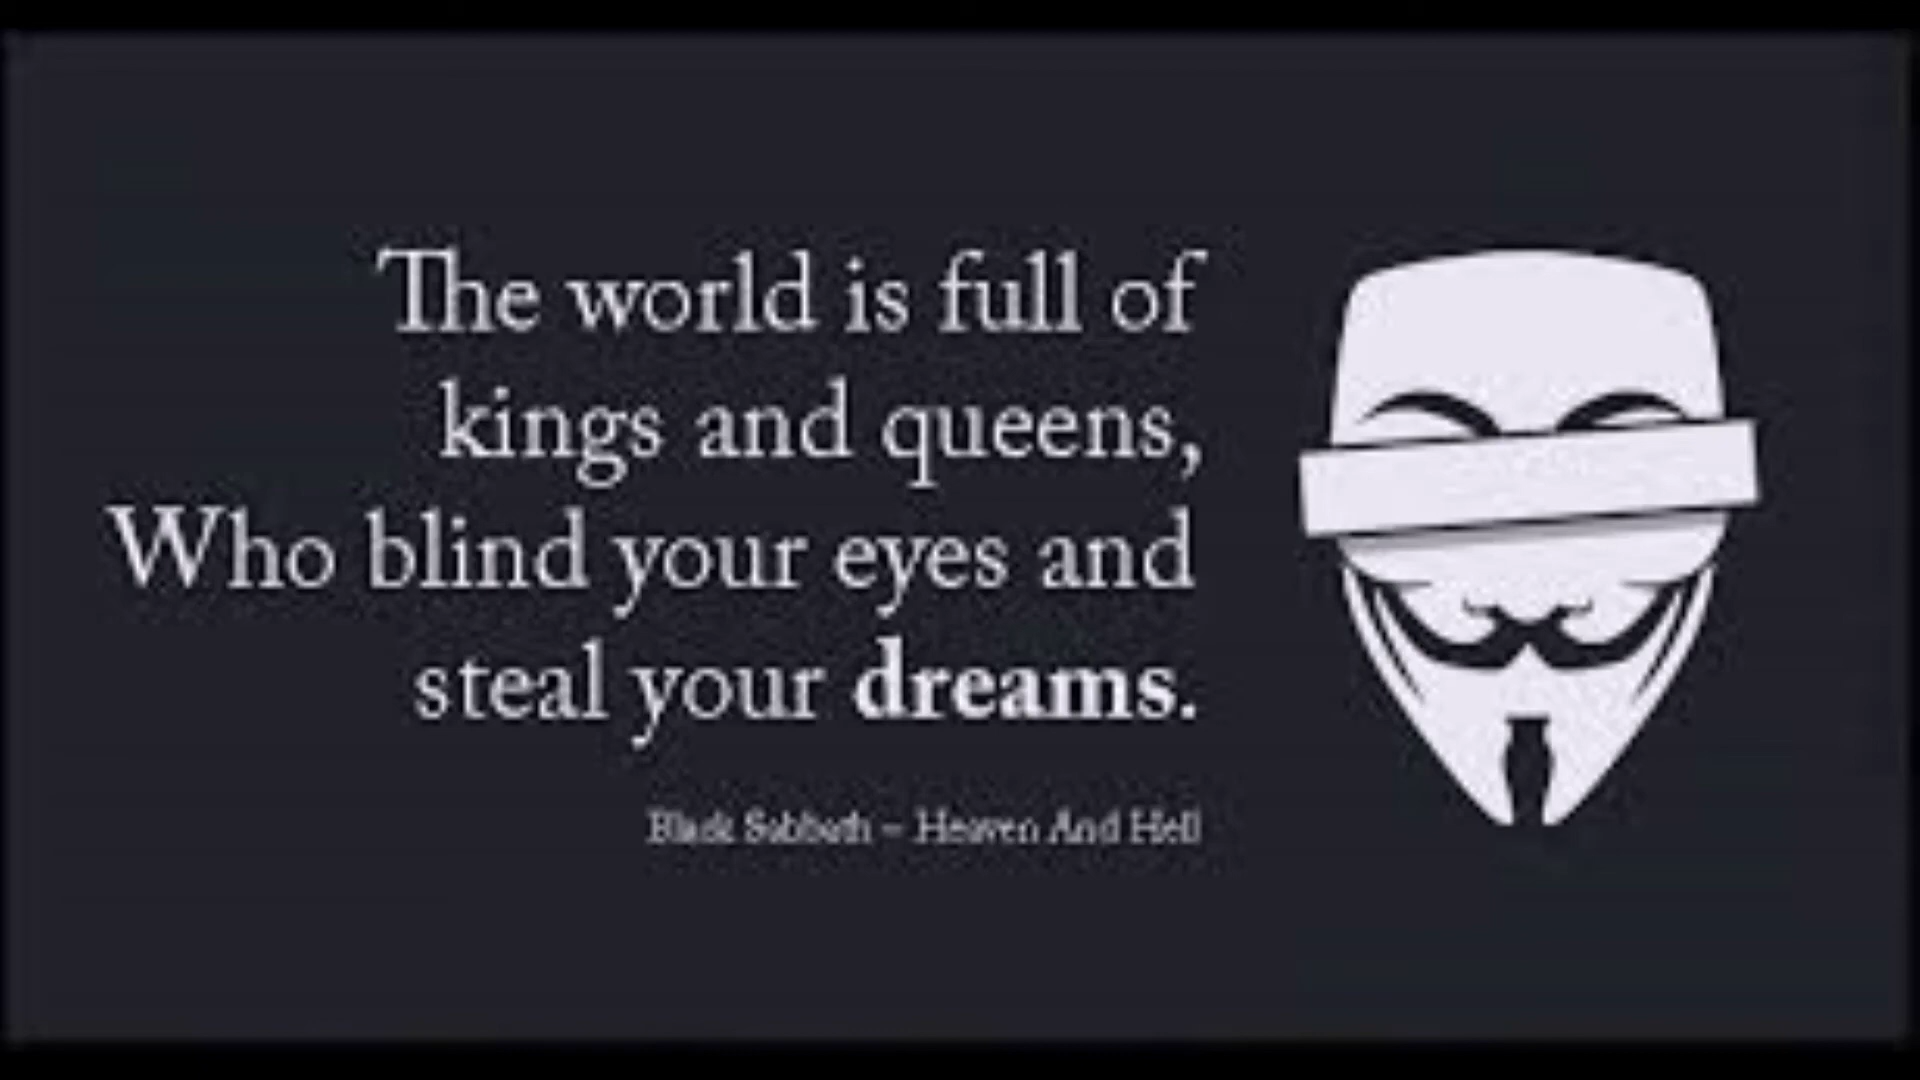 The world is full of
kings and queens,
Who blind your eyes and
steal your dreams.
Black Sabbath – Heaven And Hell